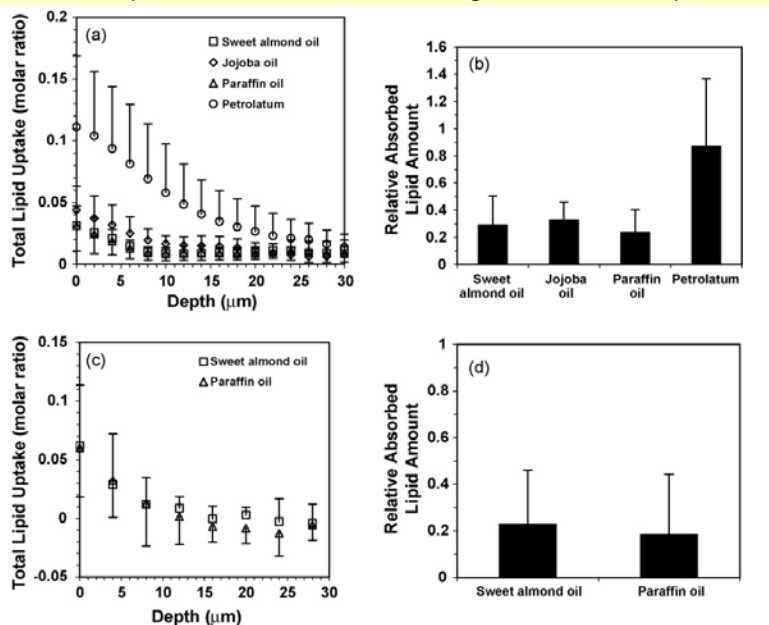 (a)
Sweet almond oil
Jojoba oil
Paraffin oil
Petrolatum
Total Lipid Uptake (molar ratio)
0.2
0.15
0.1
0.05
0
0 5 10 15 20 25 30
Depth (μm)
(b)
Relative Absorbed
Lipid Amount
1.6
1.4
1.2
1
0.8
0.6
0.4
0.2
0
Sweet Jojoba Paraffin Petrolatum
almond oil oil oil
(c)
Sweet almond oil
Paraffin oil
Total Lipid Uptake (molar ratio)
0.15
0.1
0.05
0
-0.05
0 5 10 15 20 25 30
Depth (μm)
(d)
Relative Absorbed
Lipid Amount
1
0.8
0.6
0.4
0.2
0
Sweet almond oil Paraffin oil